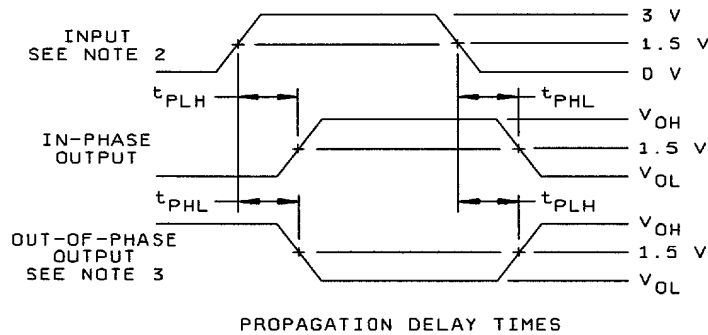 3 V
INPUT
SEE NOTE 2
1.5 V
0 V
tPLH
tPHL
VOH
IN-PHASE
OUTPUT
1.5 V
VOL
tPHL
tPLH
VOH
OUT-OF-PHASE
OUTPUT
SEE NOTE 3
1.5 V
VOL
PROPAGATION DELAY TIMES